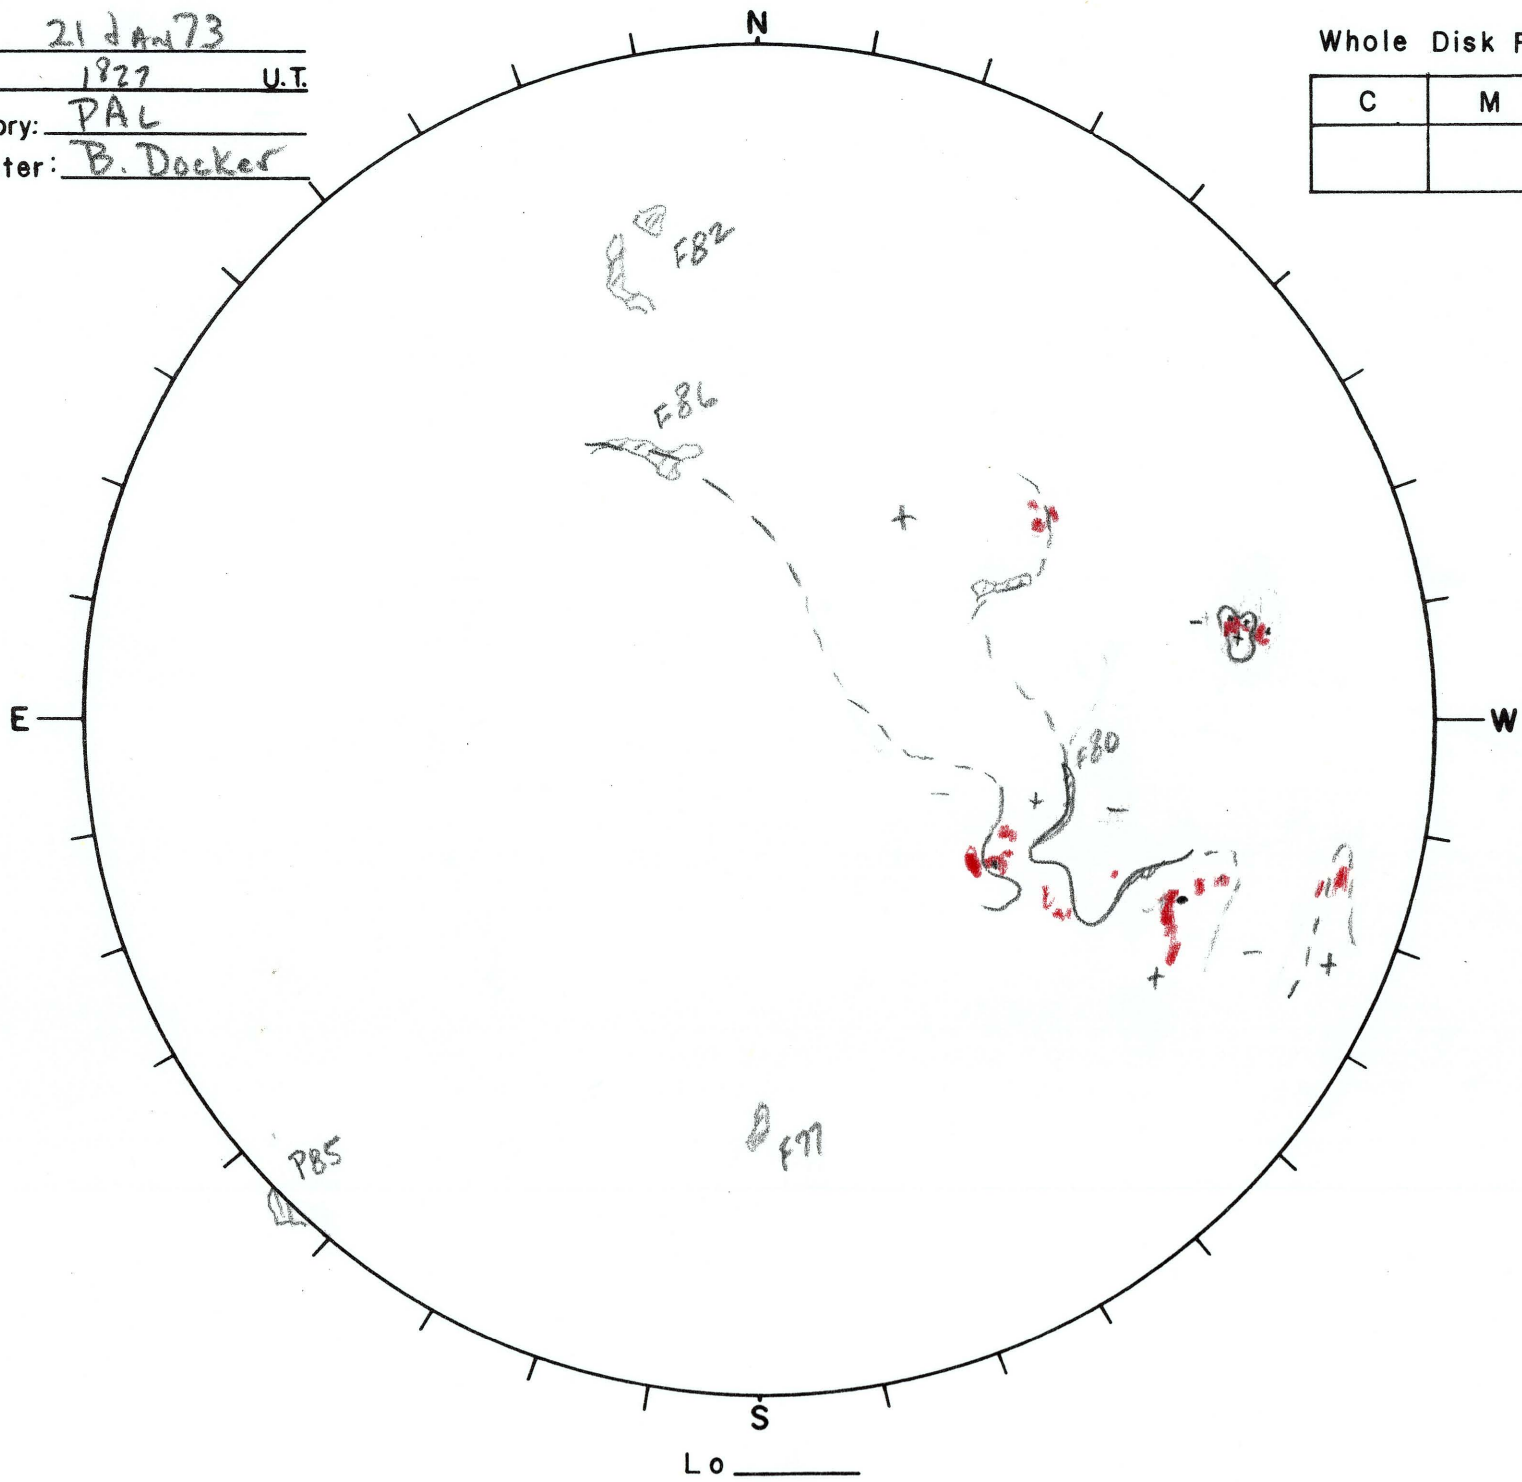 21 JAN 73
1827 U.T.
ory: PAL
ter: B. Docker
N
Whole Disk F
C M
F82
F86
+
- +
+
E
W
F80
- + -
- +
+
P85
F77
S
Lo